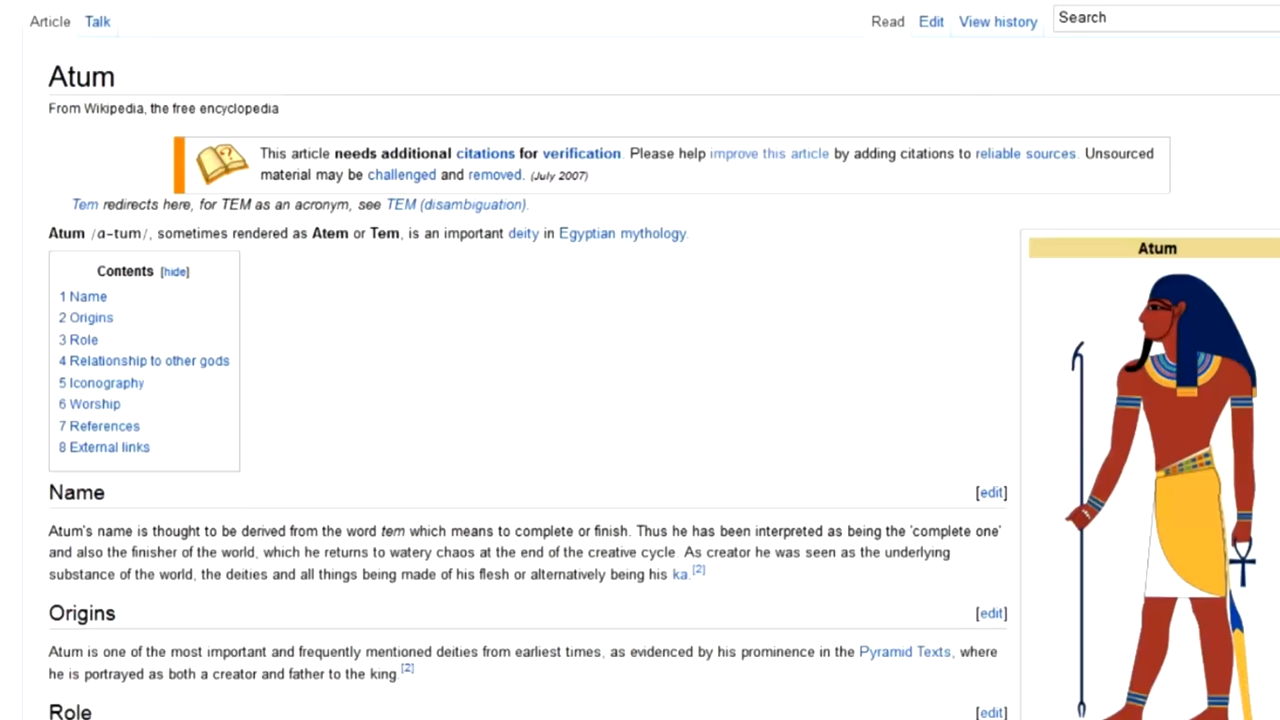 Article Talk Read Edit View history Search
Atum
From Wikipedia, the free encyclopedia
This article needs additional citations for verification. Please help improve this article by adding citations to reliable sources. Unsourced
material may be challenged and removed. (July 2007)
Tem redirects here, for TEM as an acronym, see TEM (disambiguation).
Atum /ɑ-tum/, sometimes rendered as Atem or Tem, is an important deity in Egyptian mythology.
Atum
Contents [hide]
1 Name
2 Origins
3 Role
4 Relationship to other gods
5 Iconography
6 Worship
7 References
8 External links
Name [edit]
Atum's name is thought to be derived from the word tem which means to complete or finish. Thus he has been interpreted as being the 'complete one'
and also the finisher of the world, which he returns to watery chaos at the end of the creative cycle. As creator he was seen as the underlying
substance of the world, the deities and all things being made of his flesh or alternatively being his ka.[2]
Origins [edit]
Atum is one of the most important and frequently mentioned deities from earliest times, as evidenced by his prominence in the Pyramid Texts, where
he is portrayed as both a creator and father to the king.[2]
Role [edit]